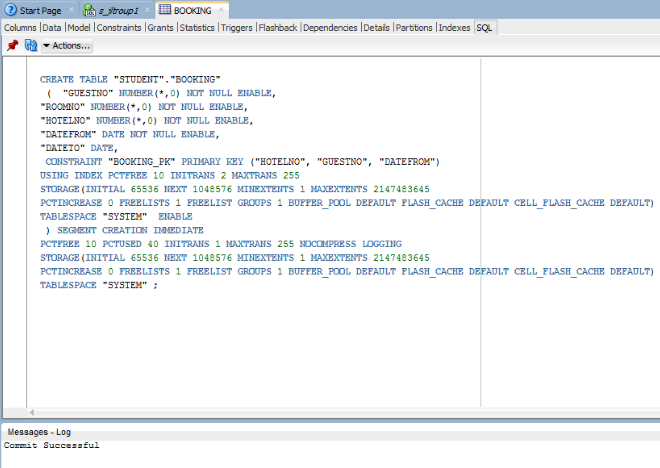 Start Page × s_jltroup1 × BOOKING ×
Columns Data Model Constraints Grants Statistics Triggers Flashback Dependencies Details Partitions Indexes SQL
Actions...
CREATE TABLE "STUDENT"."BOOKING"
( "GUESTNO" NUMBER(*,0) NOT NULL ENABLE,
"ROOMNO" NUMBER(*,0) NOT NULL ENABLE,
"HOTELNO" NUMBER(*,0) NOT NULL ENABLE,
"DATEFROM" DATE NOT NULL ENABLE,
"DATETO" DATE,
CONSTRAINT "BOOKING_PK" PRIMARY KEY ("HOTELNO", "GUESTNO", "DATEFROM")
USING INDEX PCTFREE 10 INITRANS 2 MAXTRANS 255
STORAGE(INITIAL 65536 NEXT 1048576 MINEXTENTS 1 MAXEXTENTS 2147483645
PCTINCREASE 0 FREELISTS 1 FREELIST GROUPS 1 BUFFER_POOL DEFAULT FLASH_CACHE DEFAULT CELL_FLASH_CACHE DEFAULT)
TABLESPACE "SYSTEM" ENABLE
) SEGMENT CREATION IMMEDIATE
PCTFREE 10 PCTUSED 40 INITRANS 1 MAXTRANS 255 NOCOMPRESS LOGGING
STORAGE(INITIAL 65536 NEXT 1048576 MINEXTENTS 1 MAXEXTENTS 2147483645
PCTINCREASE 0 FREELISTS 1 FREELIST GROUPS 1 BUFFER_POOL DEFAULT FLASH_CACHE DEFAULT CELL_FLASH_CACHE DEFAULT)
TABLESPACE "SYSTEM" ;
Messages - Log
Commit Successful